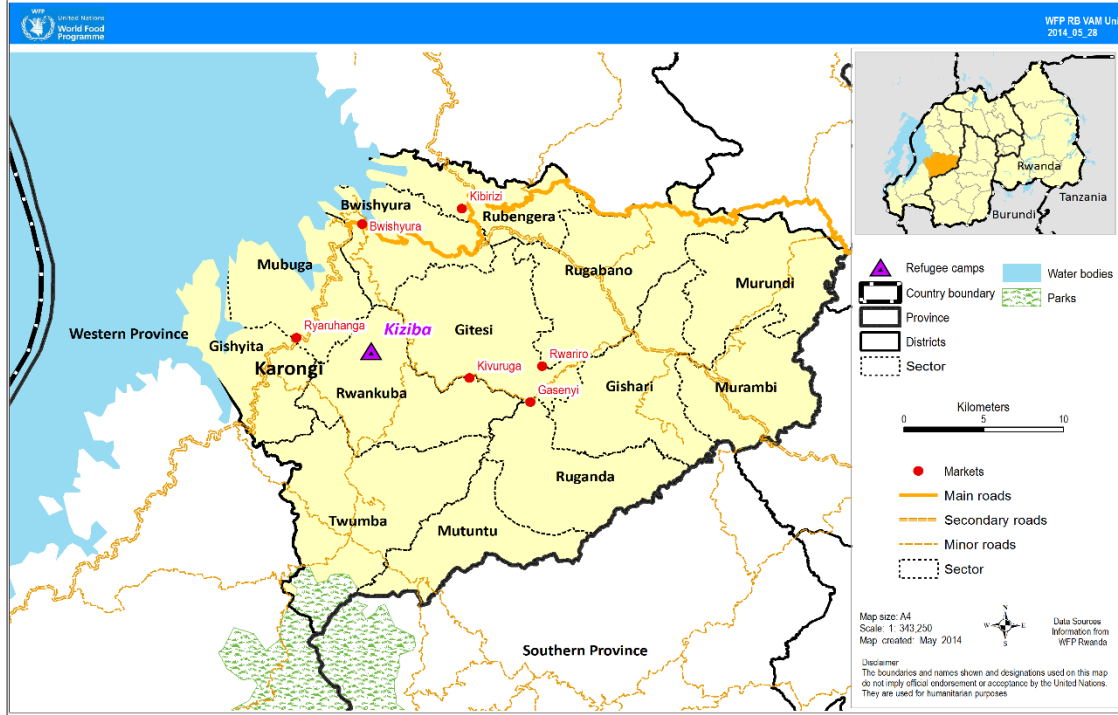 WFP
United Nations
World Food
Programme
WFP RB VAM Uni
2014_05_28
Kibirizi
Bwishyura
Rubengera
Bwishyura
Mubuga
Rugabano
Murundi
Western Province
Ryaruhanga
Kiziba
Gitesi
Gishyita
Karongi
Rwariro
Kivuruga
Gishari
Rwankuba
Gasenyi
Murambi
Ruganda
Twumba
Mutuntu
Southern Province
Rwanda
Tanzania
Burundi
Refugee camps
Water bodies
Country boundary
Parks
Province
Districts
Sector
Kilometers
0 5 10
Markets
Main roads
Secondary roads
Minor roads
Sector
Map size: A4
Scale: 1: 343,250
Map created: May 2014
N
W E
S
Data Sources
Information from
WFP Rwanda
Disclaimer
The boundaries and names shown and designations used on this map
do not imply official endorsement or acceptance by the United Nations.
They are used for humanitarian purposes